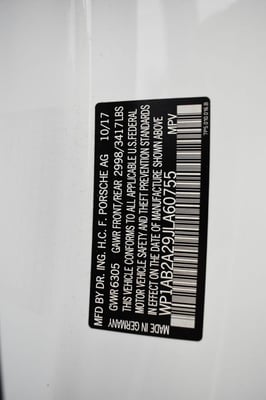 MFD BY DR. ING. H.C. F. PORSCHE AG 10/17
GVWR 6305 GAWR FRONT/REAR 2998/3417LBS
THIS VEHICLE CONFORMS TO ALL APPLICABLE U.S.FEDERAL
MOTOR VEHICLE SAFETY AND THEFT PREVENTION STANDARDS
IN EFFECT ON THE DATE OF MANUFACTURE SHOWN ABOVE
WP1AB2A29JLA60755 MPV
MADE IN GERMANY